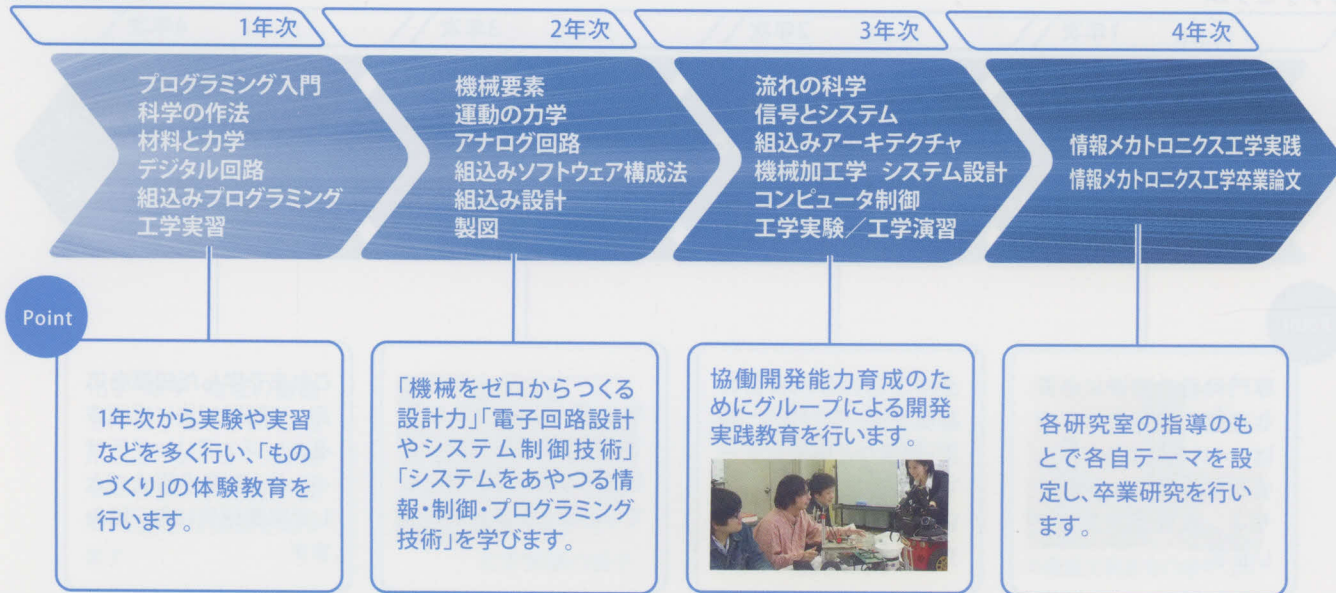 1年次
2年次
3年次
4年次
プログラミング入門
科学の作法
材料と力学
デジタル回路
組込みプログラミング
工学実習
機械要素
運動の力学
アナログ回路
組込みソフトウェア構成法
組込み設計
製図
流れの科学
信号とシステム
組込みアーキテクチャ
機械加工学 システム設計
コンピュータ制御
工学実験／工学演習
情報メカトロニクス工学実践
情報メカトロニクス工学卒業論文
Point
1年次から実験や実習
などを多く行い、「もの
づくり」の体験教育を
行います。
「機械をゼロからつくる
設計力」「電子回路設計
やシステム制御技術」
「システムをあやつる情
報・制御・プログラミング
技術」を学びます。
協働開発能力育成のた
めにグループによる開発
実践教育を行います。
各研究室の指導のも
とで各自テーマを設
定し、卒業研究を行い
ます。